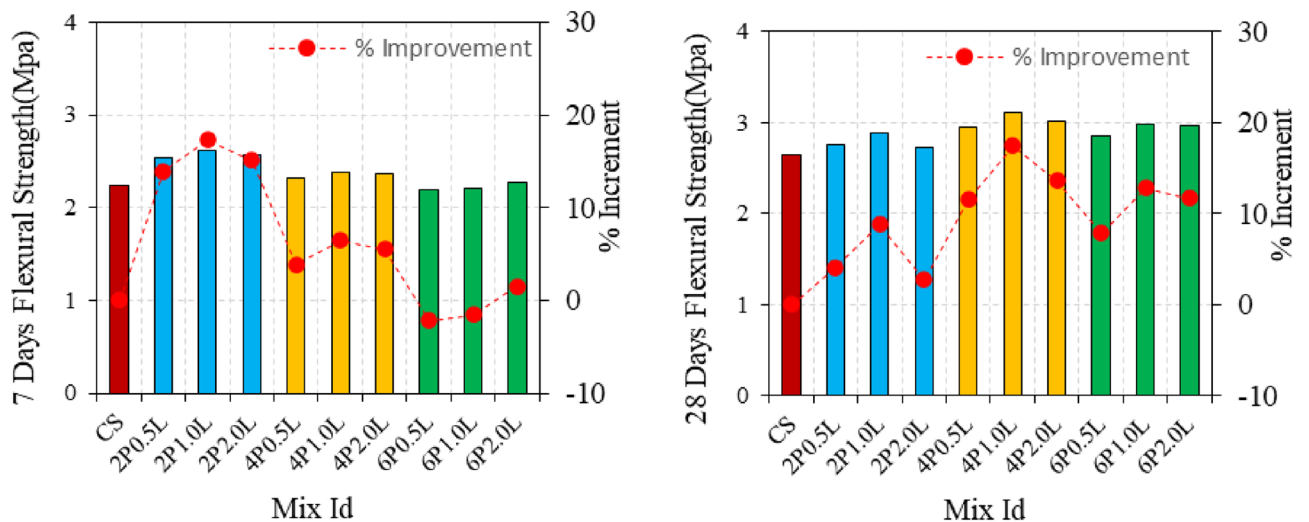 7 Days Flexural Strength(Mpa)
4
3
2
1
0
% Improvement
30
20
10
0
-10
% Increment
CS
2P0.5L
2P1.0L
2P2.0L
4P0.5L
4P1.0L
4P2.0L
6P0.5L
6P1.0L
6P2.0L
Mix Id
28 Days Flexural Strength(Mpa)
4
3
2
1
0
% Improvement
30
20
10
0
-10
% Increment
CS
2P0.5L
2P1.0L
2P2.0L
4P0.5L
4P1.0L
4P2.0L
6P0.5L
6P1.0L
6P2.0L
Mix Id